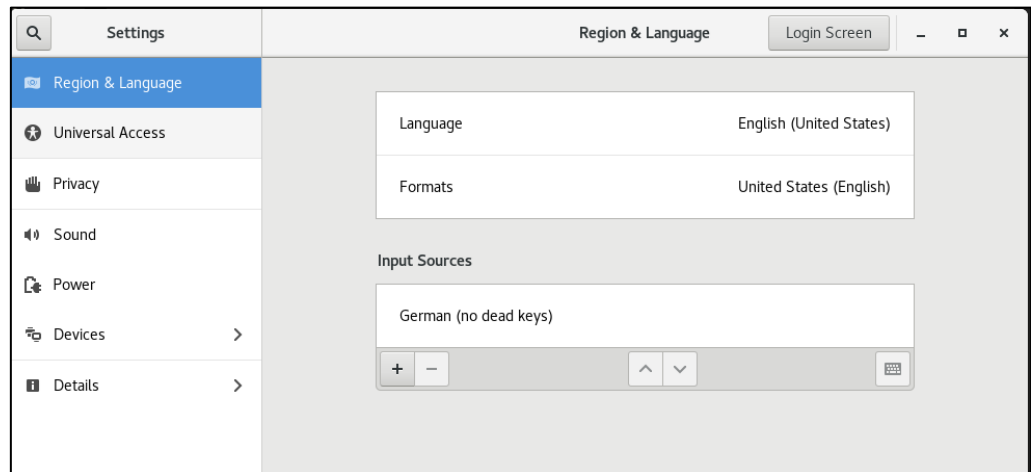 Settings
Region & Language
Login Screen
Region & Language
Universal Access
Privacy
Sound
Power
Devices
Details
Language
English (United States)
Formats
United States (English)
Input Sources
German (no dead keys)